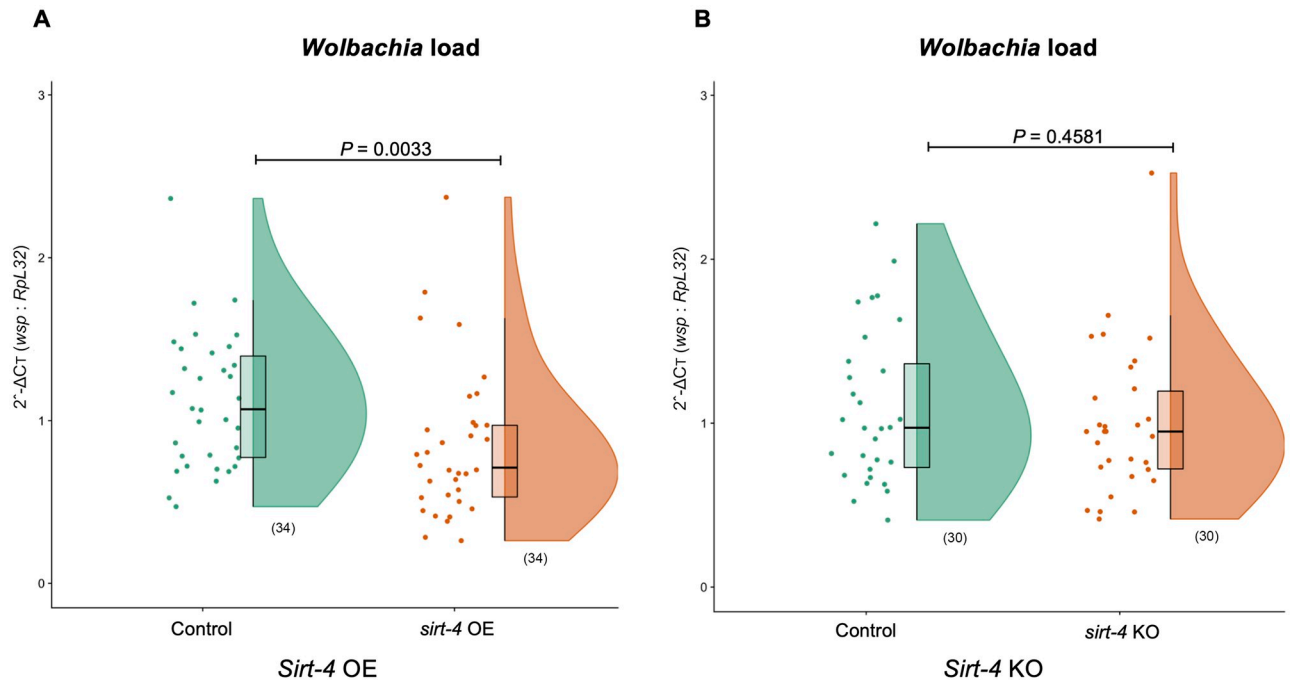 A
Wolbachia load
3
2
1
0
2^-ΔCT (wsp : RpL32)
P = 0.0033
(34)
(34)
Control
sirt-4 OE
Sirt-4 OE
B
Wolbachia load
3
2
1
0
2^-ΔCT (wsp : RpL32)
P = 0.4581
(30)
(30)
Control
sirt-4 KO
Sirt-4 KO